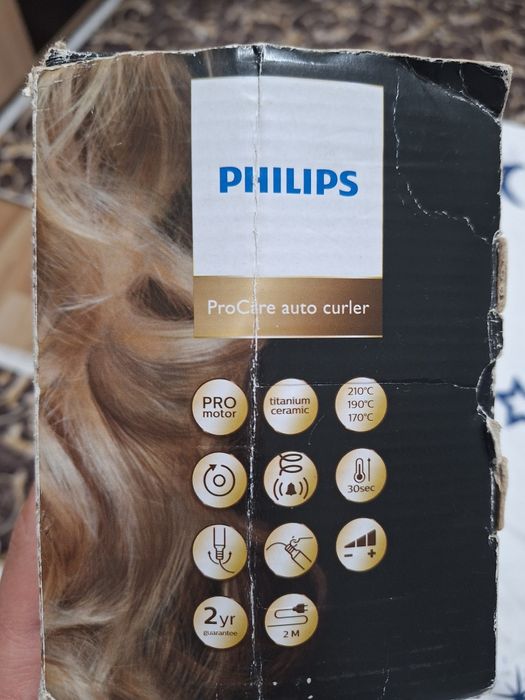 PHILIPS
ProCare auto curler
PRO
motor
titanium
ceramic
210°C
190°C
170°C
30sec
- +
2yr
guarantee
2 M